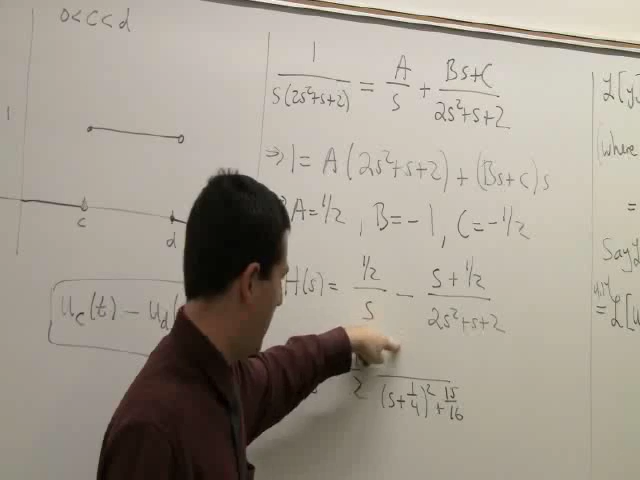 0<c<d
1
c
d
u_c(t) - u_d(
1/(s(2s²+s+2)) = A/s + (Bs+C)/(2s²+s+2)
⇒ 1 = A(2s²+s+2) + (Bs+C)s
A=1/2, B=-1, C=-1/2
H(s) = (1/2)/s - (s+1/2)/(2s²+s+2)
2 (s+1/4)²+15/16
ℒ[y
(where
=
Say
=ℒ[u